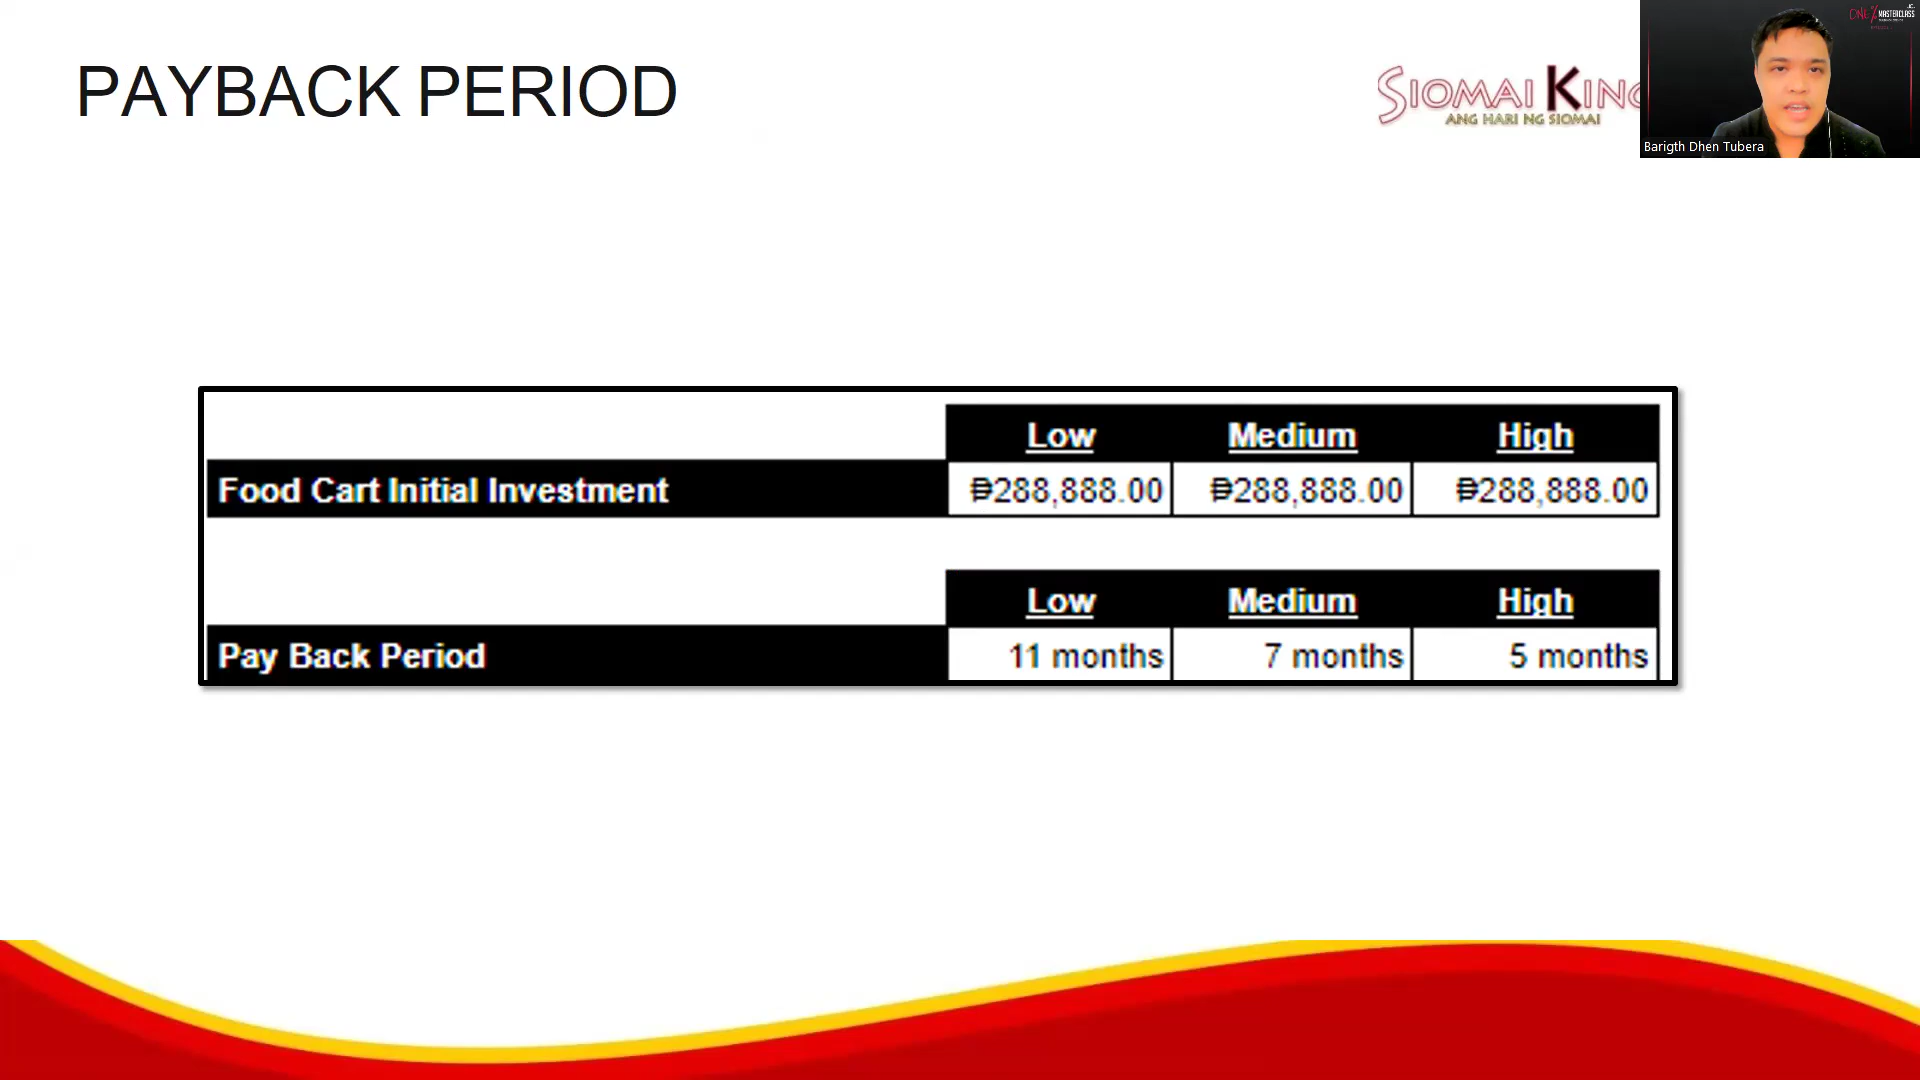 PAYBACK PERIOD
SIOMAI KING
ANG HARI NG SIOMAI
ONE% MASTERCLASS
Barigth Dhen Tubera
Low Medium High
Food Cart Initial Investment ₱288,888.00 ₱288,888.00 ₱288,888.00
Low Medium High
Pay Back Period 11 months 7 months 5 months